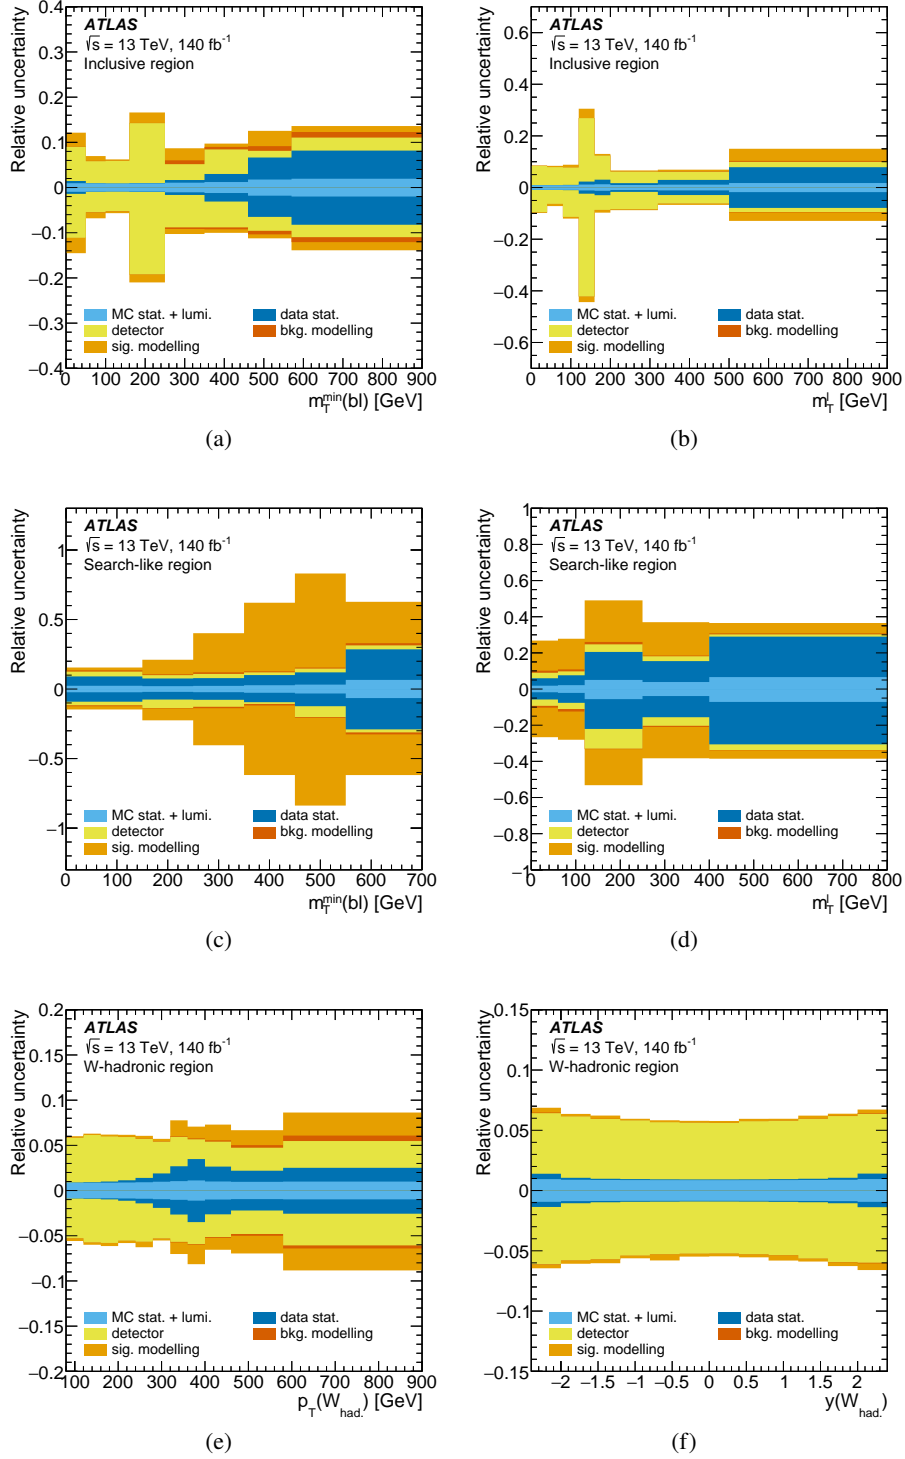 Relative uncertainty
0.4
0.3
0.2
0.1
0
−0.1
−0.2
−0.3
−0.4
ATLAS
√s = 13 TeV, 140 fb-1
Inclusive region
MC stat. + lumi.
data stat.
detector
bkg. modelling
sig. modelling
0 100 200 300 400 500 600 700 800 900
mTmin(bl) [GeV]
(a)
Relative uncertainty
0.6
0.4
0.2
0
−0.2
−0.4
−0.6
ATLAS
√s = 13 TeV, 140 fb-1
Inclusive region
MC stat. + lumi.
data stat.
detector
bkg. modelling
sig. modelling
0 100 200 300 400 500 600 700 800 900
mTl [GeV]
(b)
Relative uncertainty
1
0.5
0
−0.5
−1
ATLAS
√s = 13 TeV, 140 fb-1
Search-like region
MC stat. + lumi.
data stat.
detector
bkg. modelling
sig. modelling
0 100 200 300 400 500 600 700
mTmin(bl) [GeV]
(c)
Relative uncertainty
1
0.8
0.6
0.4
0.2
0
−0.2
−0.4
−0.6
−0.8
−1
ATLAS
√s = 13 TeV, 140 fb-1
Search-like region
MC stat. + lumi.
data stat.
detector
bkg. modelling
sig. modelling
0 100 200 300 400 500 600 700 800
mTl [GeV]
(d)
Relative uncertainty
0.2
0.15
0.1
0.05
0
−0.05
−0.1
−0.15
−0.2
ATLAS
√s = 13 TeV, 140 fb-1
W-hadronic region
MC stat. + lumi.
data stat.
detector
bkg. modelling
sig. modelling
100 200 300 400 500 600 700 800 900
pT(Whad.) [GeV]
(e)
Relative uncertainty
0.15
0.1
0.05
0
−0.05
−0.1
−0.15
ATLAS
√s = 13 TeV, 140 fb-1
W-hadronic region
MC stat. + lumi.
data stat.
detector
bkg. modelling
sig. modelling
−2 −1.5 −1 −0.5 0 0.5 1 1.5 2
y(Whad.)
(f)